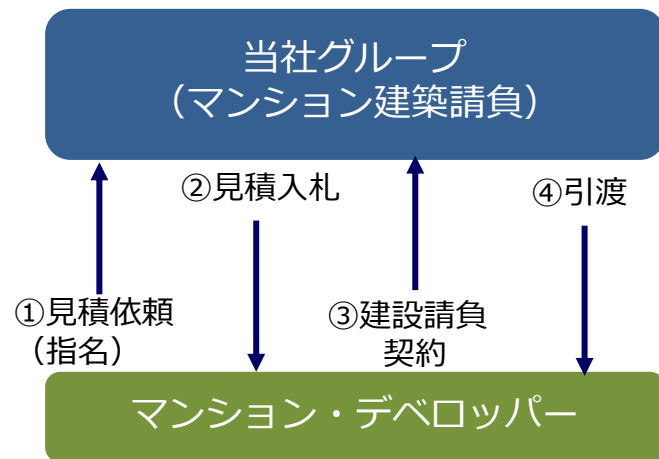 当社グループ
（マンション建築請負）
②見積入札
④引渡
①見積依頼
（指名）
③建設請負
契約
マンション・デベロッパー